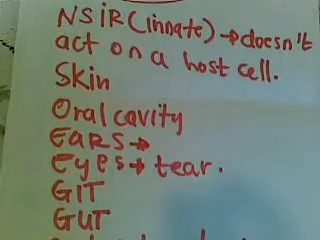 NSIR(innate)→doesn't
act on a host cell.
Skin
Oral cavity
EARS→
eyes→ tear.
GIT
GUT